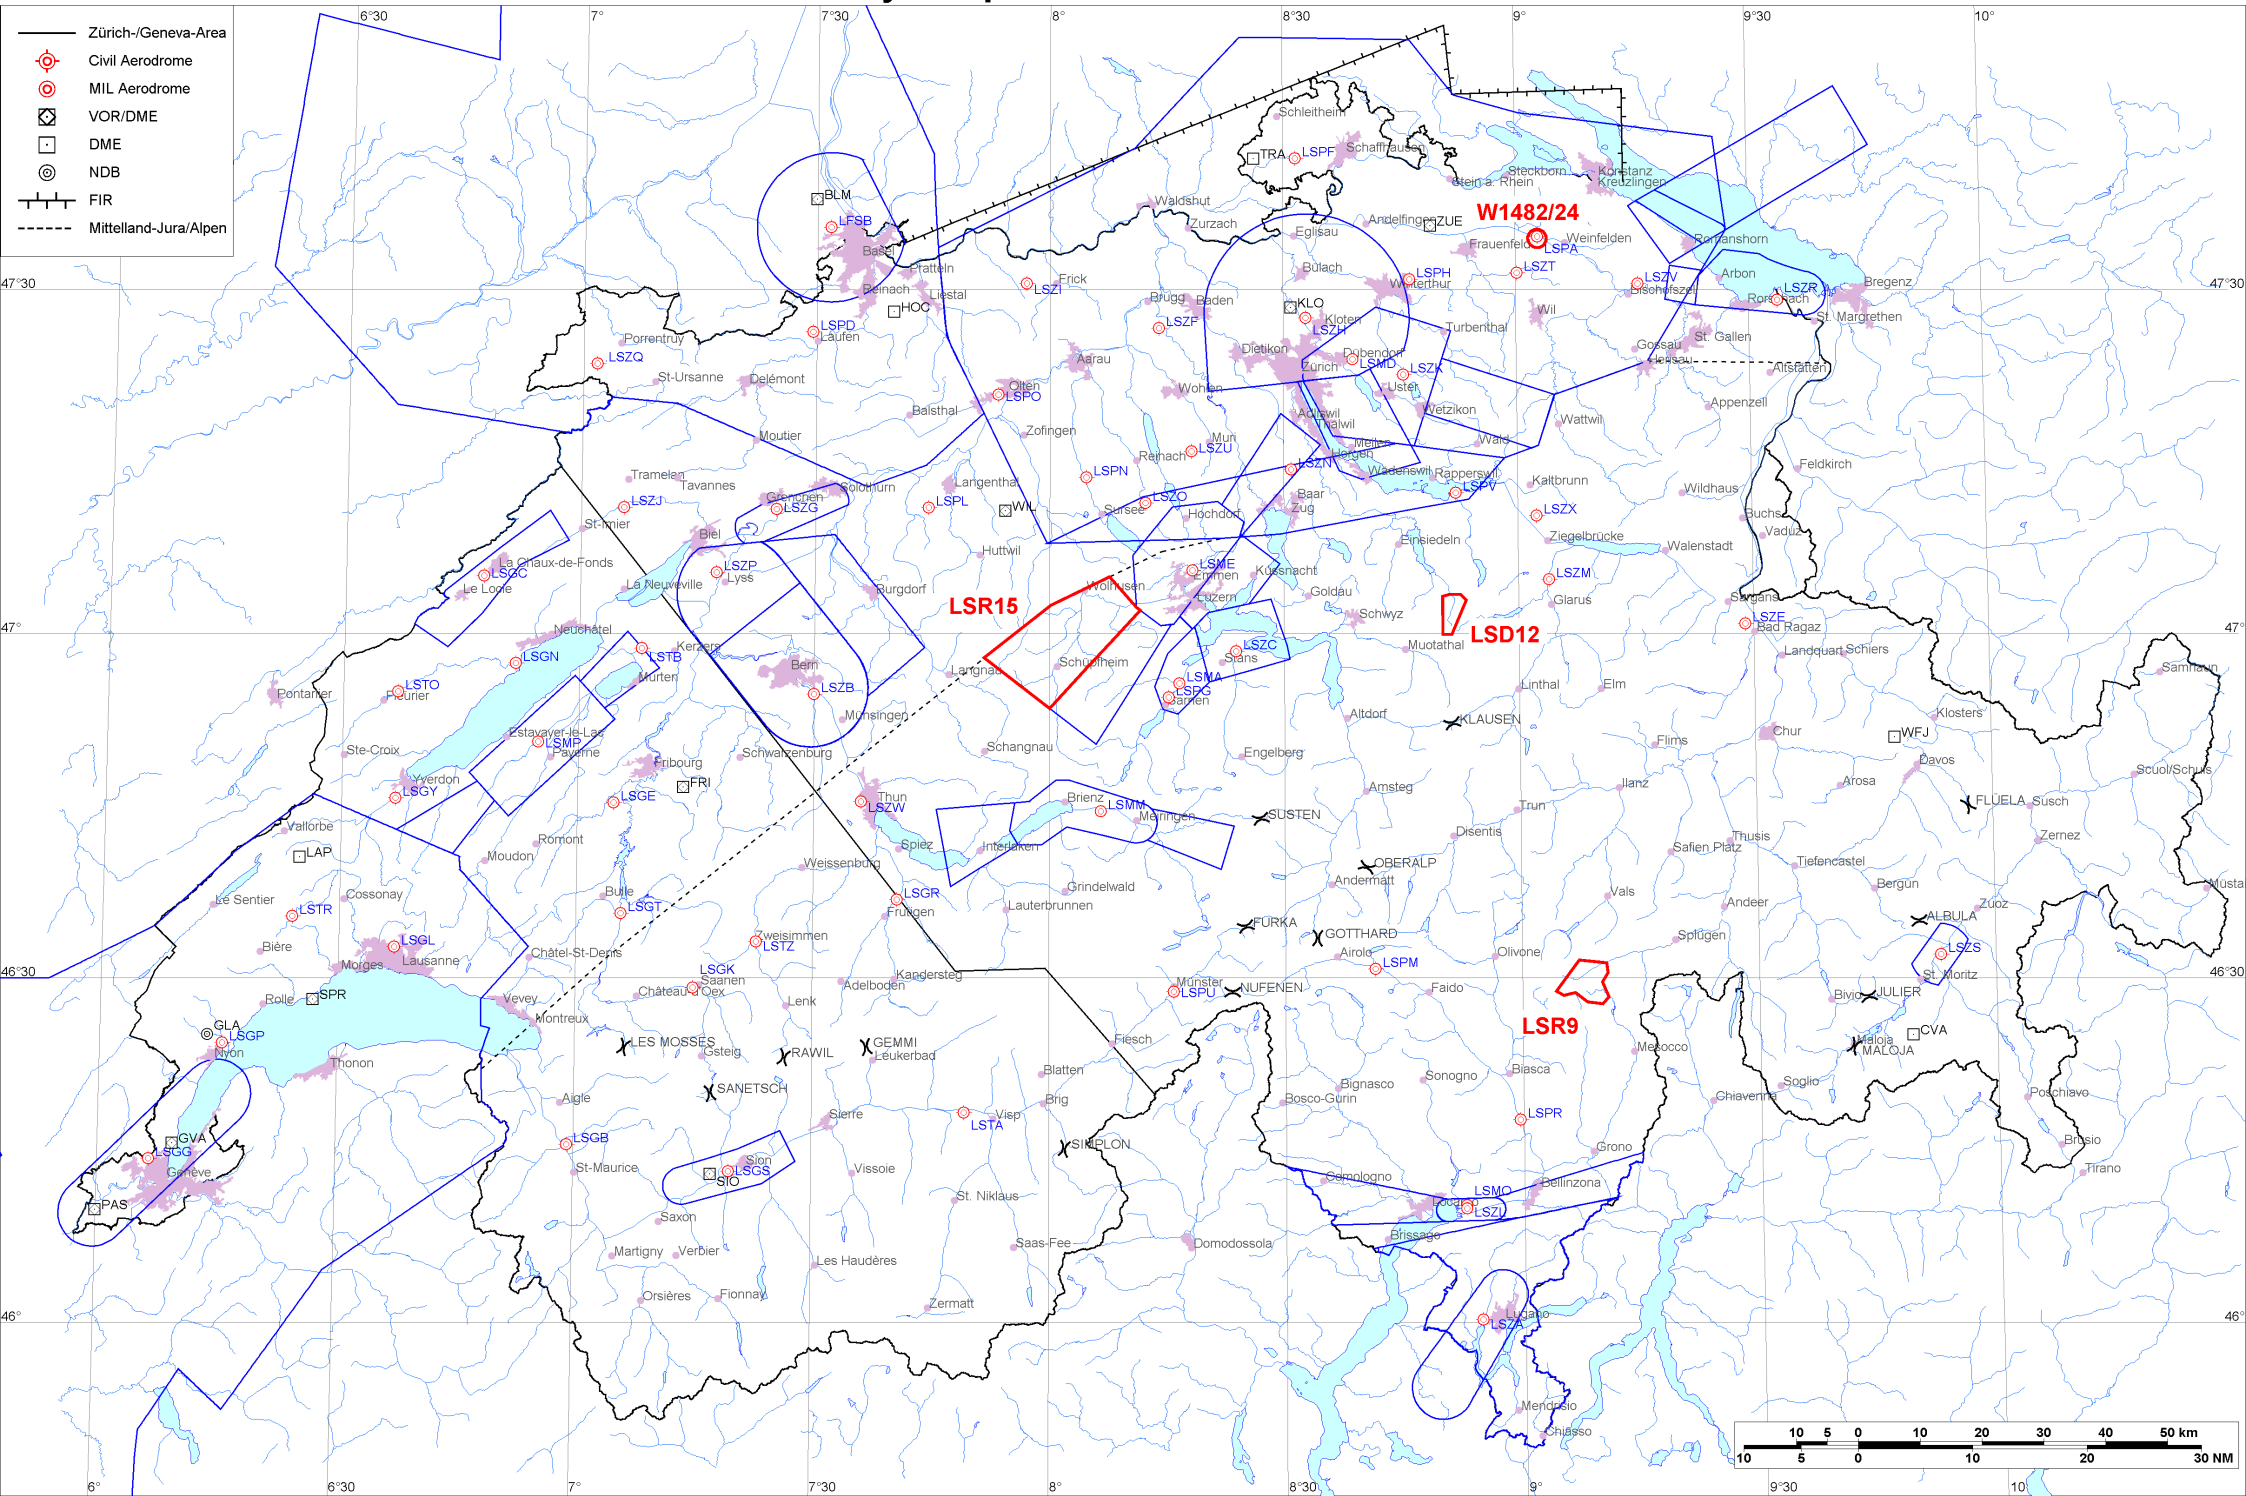 6°30
7°
7°30
8°
8°30
9°
9°30
10°
Zürich-/Geneva-Area
Civil Aerodrome
MIL Aerodrome
VOR/DME
DME
NDB
FIR
Mittelland-Jura/Alpen
Schleitheim
TRA
LSPF
Schaffhausen
Steckborn
Konstanz
Stein a. Rhein
Kreuzlingen
BLM
Waldshut
W1482/24
LFSB
Zurzach
Eglisau
Andelfingen
ZUE
Basel
Frauenfeld
LSPA
Weinfelden
Romanshorn
Pratteln
Bülach
LSPH
LSZT
LSZV
Arbon
47°30
LSZI
Frick
Winterthur
Bischofszell
LSZR
Bregenz
47°30
Reinach
Liestal
HOC
Brugg
Baden
KLO
Wil
Rorschach
St. Margrethen
LSPD
Laufen
LSZF
Kloten
LSZH
Turbenthal
St. Gallen
Porrentruy
LSZQ
Aarau
Dietikon
Dübendorf
LSMD
Gossau
Herisau
Zürich
LSZK
Altstätten
St-Ursanne
Delémont
Olten
LSPO
Wohlen
Uster
Balsthal
Adliswil
Thalwil
Wetzikon
Wattwil
Appenzell
Moutier
Zofingen
Muri
LSZU
Meilen
Wald
Reinach
Horgen
LSZN
Tramelan
Tavannes
LSPN
Wädenswil
Rapperswil
LSPV
Kaltbrunn
Feldkirch
Langenthal
Solothurn
Grenchen
LSZG
LSZJ
LSPL
WIL
LSZO
Sursee
Hochdorf
Baar
Zug
Wildhaus
LSZX
Buchs
Vaduz
St-Imier
Biel
Huttwil
Einsiedeln
Ziegelbrücke
Walenstadt
La Chaux-de-Fonds
LSGC
Le Locle
LSZP
Lyss
La Neuveville
Burgdorf
Wolhusen
LSME
Emmen
Küssnacht
LSZM
LSR15
Luzern
Goldau
Schwyz
Glarus
Sargans
LSZE
Bad Ragaz
47°
Neuchâtel
LSGN
LSTB
Kerzers
LSD12
Muotathal
47°
LSZC
Stans
Landquart
Schiers
Samnaun
Murten
Bern
LSZB
Langnau
Schüpfheim
LSMA
LSPG
Sarnen
Linthal
Elm
LSTO
Fleurier
Pontarlier
Münsingen
Altdorf
KLAUSEN
Klosters
Estavayer-le-Lac
LSMP
Payerne
Ste-Croix
Schwarzenburg
Schangnau
Engelberg
Flims
Chur
WFJ
Davos
Fribourg
FRI
Yverdon
LSGY
LSGE
Thun
LSZW
Brienz
LSMM
Meiringen
SUSTEN
Amsteg
Trun
Ilanz
Arosa
Scuol/Schuls
FLÜELA
Susch
Vallorbe
LAP
Romont
Moudon
Spiez
Interlaken
Disentis
Thusis
Safien Platz
Zernez
Weissenburg
OBERALP
Tiefencastel
Le Sentier
Cossonay
Bulle
LSGT
LSGR
Frutigen
Grindelwald
Lauterbrunnen
Andermatt
Vals
Bergün
LSTR
FURKA
Andeer
ALBULA
Zuoz
Bière
LSGL
Lausanne
Morges
Châtel-St-Denis
Zweisimmen
LSTZ
GOTTHARD
Airolo
Olivone
Splügen
LSZS
46°30
LSGK
Saanen
Château-d'Oex
Adelboden
Kandersteg
LSPM
St. Moritz
46°30
Rolle
SPR
Vevey
Lenk
Münster
LSPU
NUFENEN
Faido
Bivio
JULIER
Montreux
GLA
LSGP
Nyon
LSR9
CVA
LES MOSSES
Gsteig
RAWIL
GEMMI
Leukerbad
Fiesch
Mesocco
Maloja
MALOJA
Thonon
Blatten
Bignasco
Sonogno
Biasca
Soglio
Aigle
SANETSCH
Sierre
Brig
Visp
LSTA
Bosco-Gurin
LSPR
Chiavenna
Poschiavo
GVA
LSGG
Genève
LSGB
SIMPLON
Grono
Brusio
St-Maurice
Sion
LSGS
SIO
Vissoie
Comologno
Tirano
PAS
Saxon
St. Niklaus
LSMO
Locarno
LSZL
Bellinzona
Martigny
Verbier
Les Haudères
Saas-Fee
Domodossola
Brissago
Orsières
Fionnay
Zermatt
46°
Lugano
LSZA
46°
Mendrisio
Chiasso
10 5 0 10 20 30 40 50 km
10 5 0 10 20 30 NM
6°
6°30
7°
7°30
8°
8°30
9°
9°30
10°